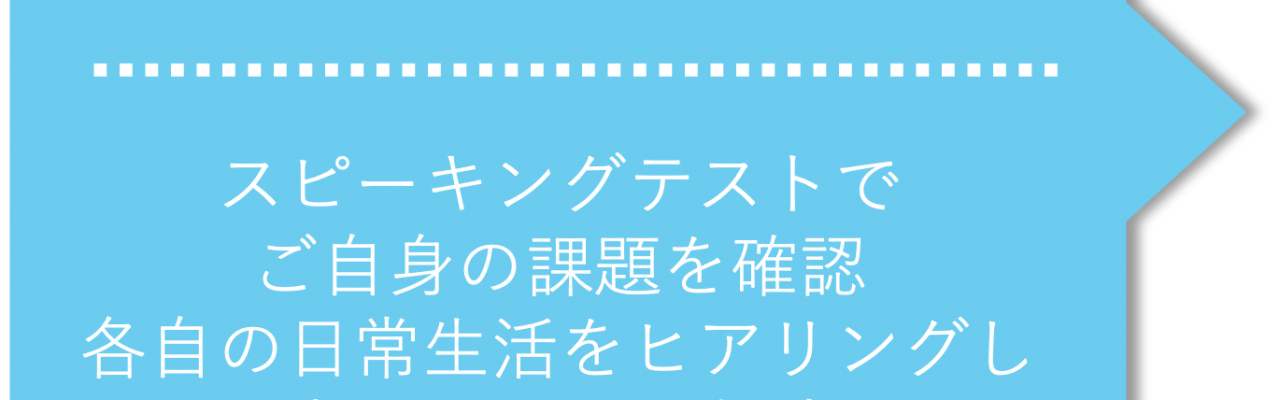 スピーキングテストで
ご自身の課題を確認
各自の日常生活をヒアリングし